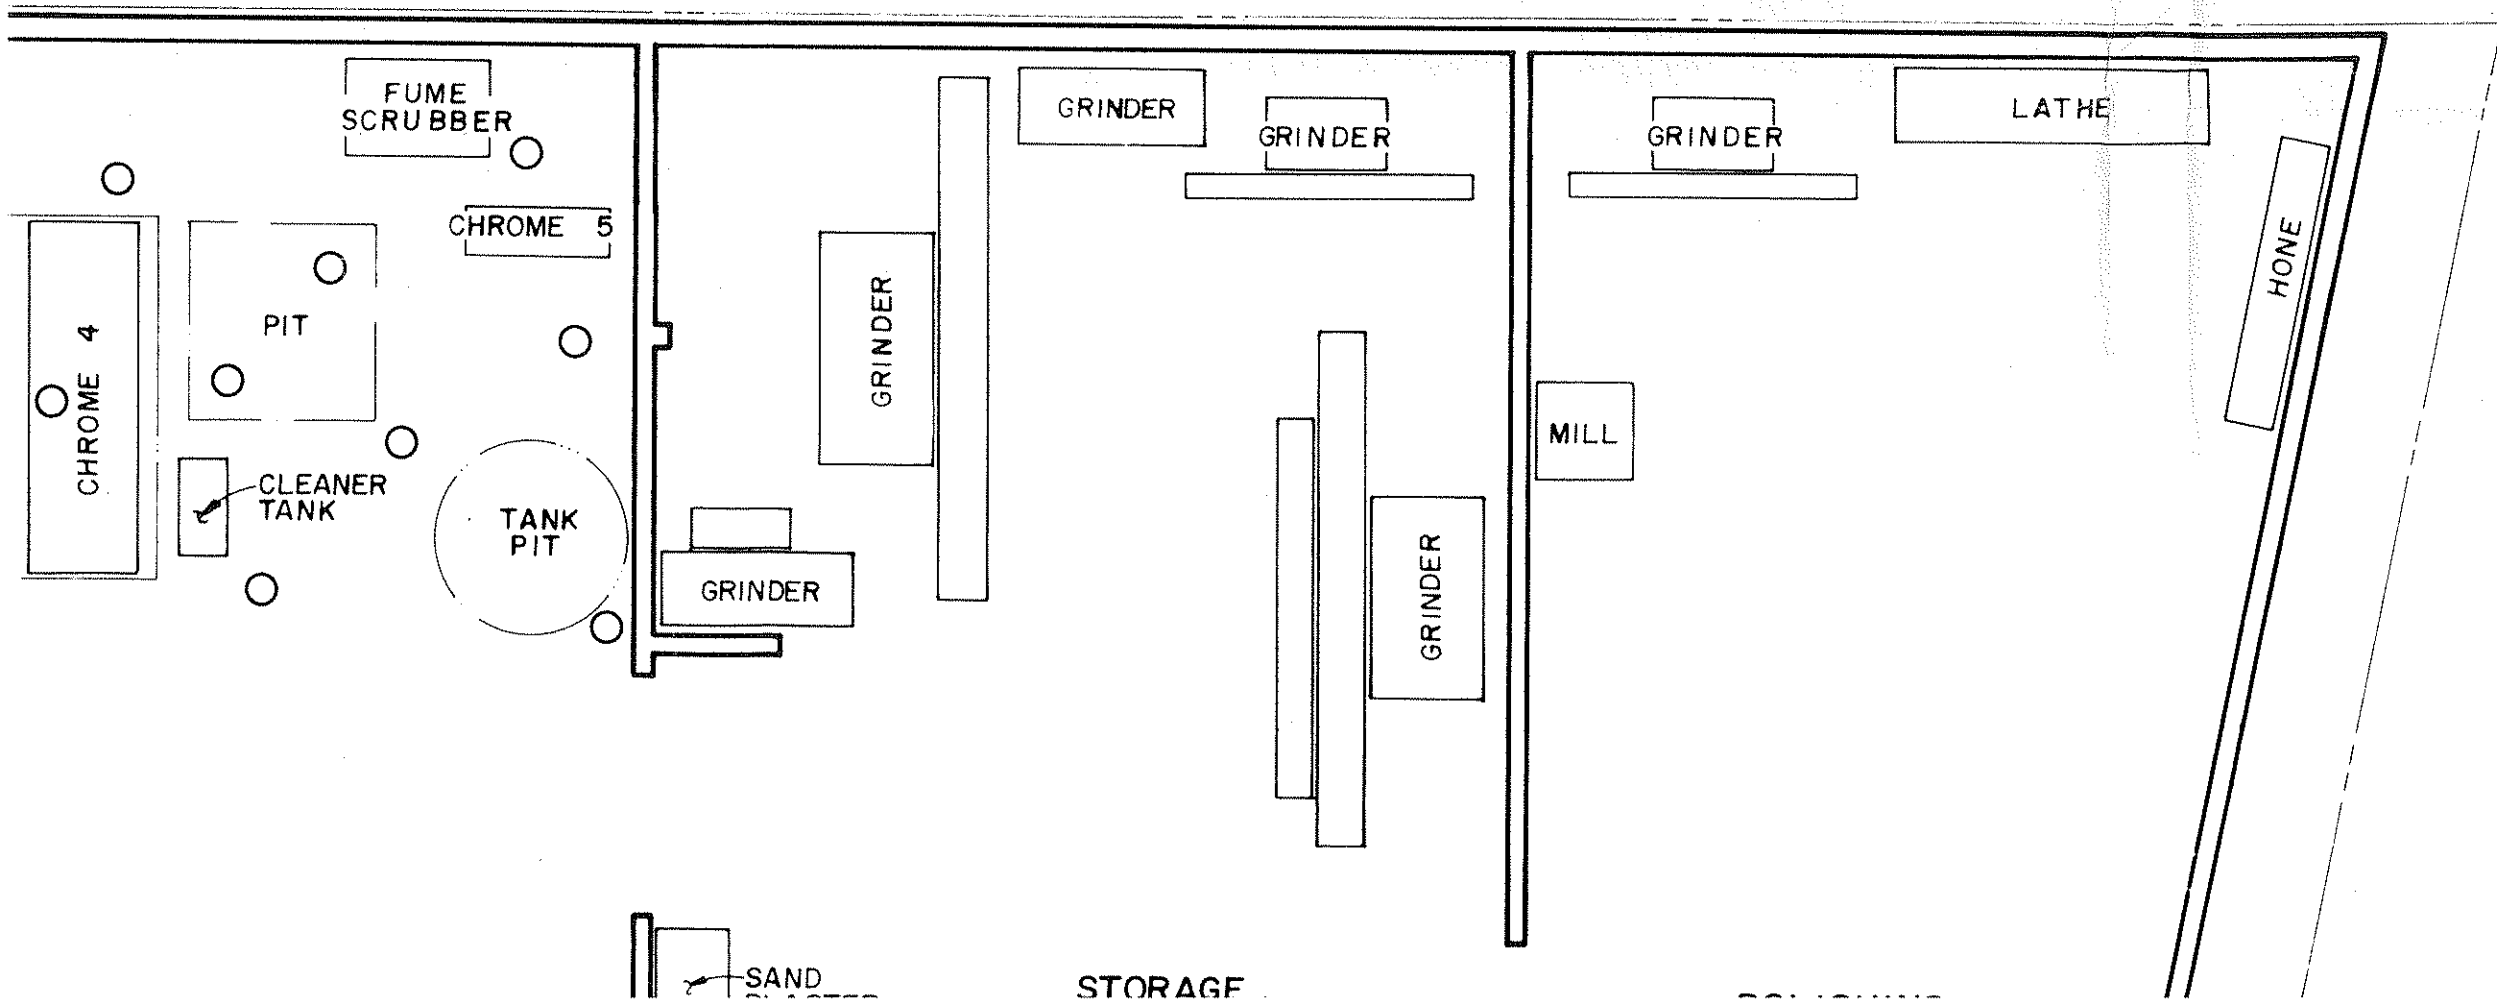 FUME
SCRUBBER
GRINDER
GRINDER
GRINDER
LATHE
CHROME 5
HONE
PIT
GRINDER
CHROME 4
MILL
CLEANER
TANK
TANK
PIT
GRINDER
GRINDER
SAND
STORAGE